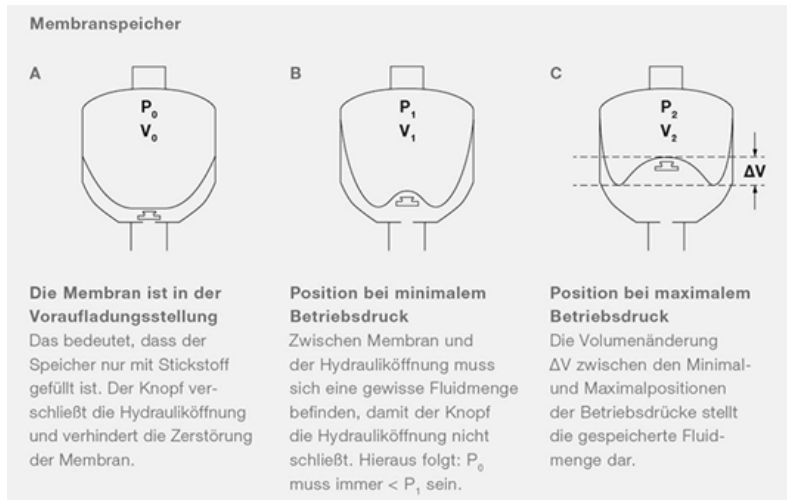 Membranspeicher
A
P₀
V₀
Die Membran ist in der
Voraufladungsstellung
Das bedeutet, dass der
Speicher nur mit Stickstoff
gefüllt ist. Der Knopf ver-
schließt die Hydrauliköffnung
und verhindert die Zerstörung
der Membran.
B
P₁
V₁
Position bei minimalem
Betriebsdruck
Zwischen Membran und
der Hydrauliköffnung muss
sich eine gewisse Fluidmenge
befinden, damit der Knopf
die Hydrauliköffnung nicht
schließt. Hieraus folgt: P₀
muss immer < P₁ sein.
C
P₂
V₂
ΔV
Position bei maximalem
Betriebsdruck
Die Volumenänderung
ΔV zwischen den Minimal-
und Maximalpositionen
der Betriebsdrücke stellt
die gespeicherte Fluid-
menge dar.